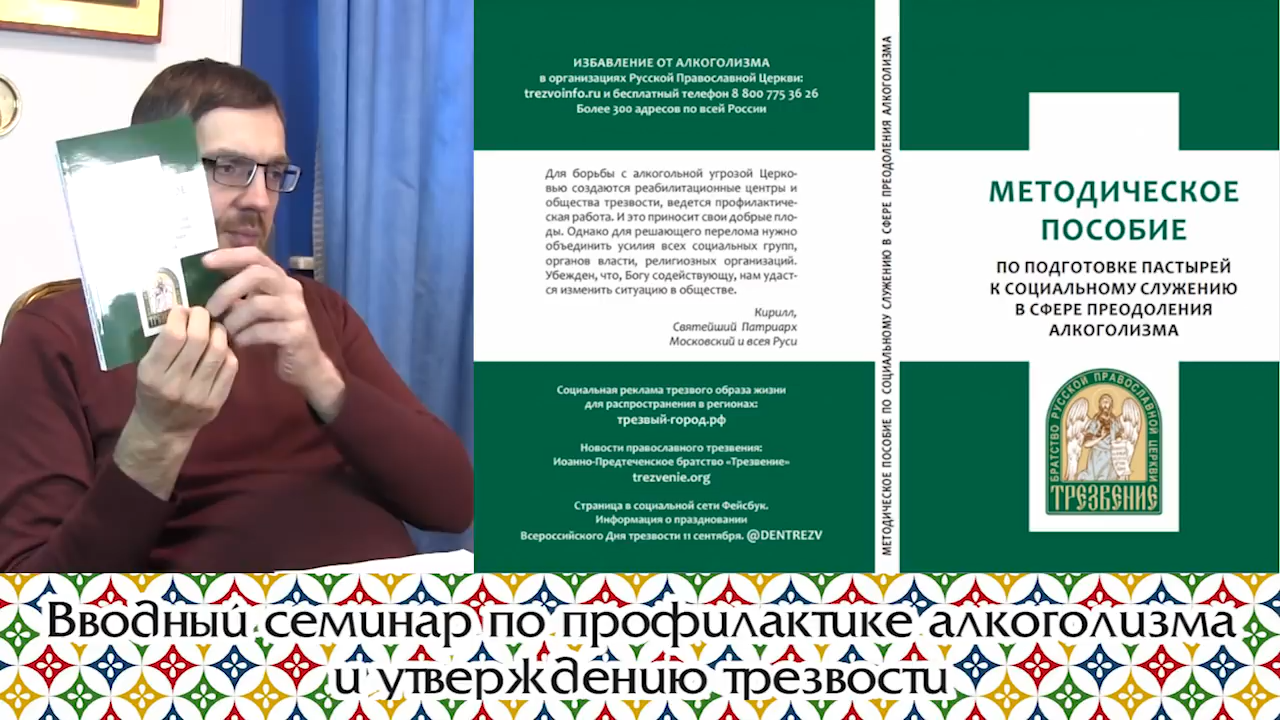 ИЗБАВЛЕНИЕ ОТ АЛКОГОЛИЗМА
в организациях Русской Православной Церкви:
trezvoinfo.ru и бесплатный телефон 8 800 775 36 26
Более 300 адресов по всей России
Для борьбы с алкогольной угрозой Церко-
вью создаются реабилитационные центры и
общества трезвости, ведется профилактиче-
ская работа. И это приносит свои добрые пло-
ды. Однако для решающего перелома нужно
объединить усилия всех социальных групп,
органов власти, религиозных организаций.
Убежден, что, Богу содействующу, нам удаст-
ся изменить ситуацию в обществе.
Кирилл,
Святейший Патриарх
Московский и всея Руси
Социальная реклама трезвого образа жизни
для распространения в регионах:
трезвый-город.рф
Новости православного трезвения:
Иоанно-Предтеченское братство «Трезвение»
trezvenie.org
Страница в социальной сети Фейсбук.
Информация о праздновании
Всероссийского Дня трезвости 11 сентября. @DENTREZV
МЕТОДИЧЕСКОЕ ПОСОБИЕ ПО СОЦИАЛЬНОМУ СЛУЖЕНИЮ В СФЕРЕ ПРЕОДОЛЕНИЯ АЛКОГОЛИЗМА
МЕТОДИЧЕСКОЕ
ПОСОБИЕ
ПО ПОДГОТОВКЕ ПАСТЫРЕЙ
К СОЦИАЛЬНОМУ СЛУЖЕНИЮ
В СФЕРЕ ПРЕОДОЛЕНИЯ
АЛКОГОЛИЗМА
БРАТСТВО РУССКОЙ ПРАВОСЛАВНОЙ ЦЕРКВИ
ТРЕЗВЕНИЕ
Вводный семинар по профилактике алкоголизма
и утверждению трезвости